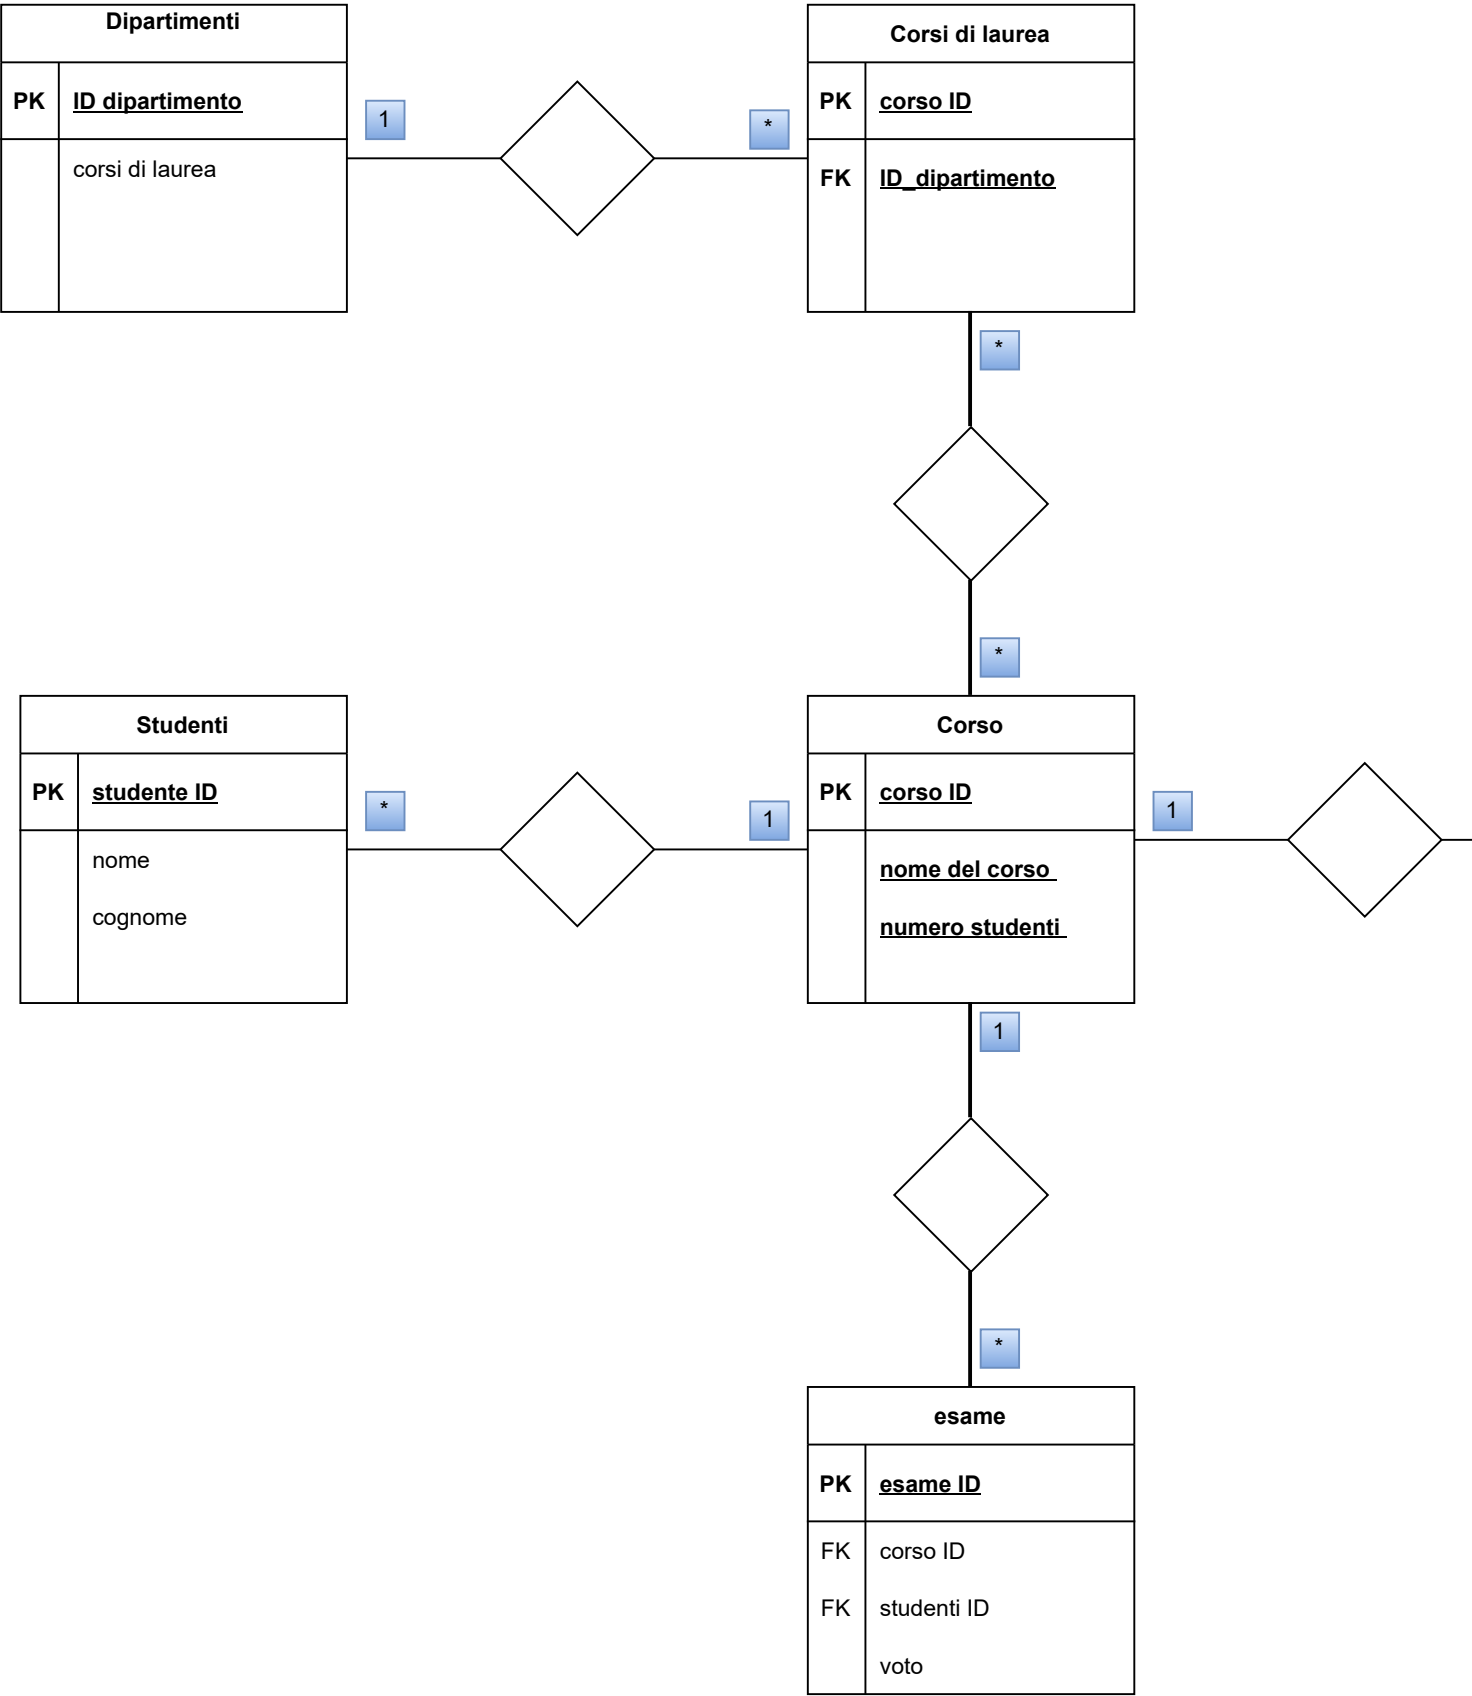 Dipartimenti
PK ID dipartimento
corsi di laurea
1
*
Corsi di laurea
PK corso ID
FK ID_dipartimento
*
*
Studenti
PK studente ID
nome
cognome
*
1
Corso
PK corso ID
nome del corso
numero studenti
1
1
*
esame
PK esame ID
FK corso ID
FK studenti ID
voto